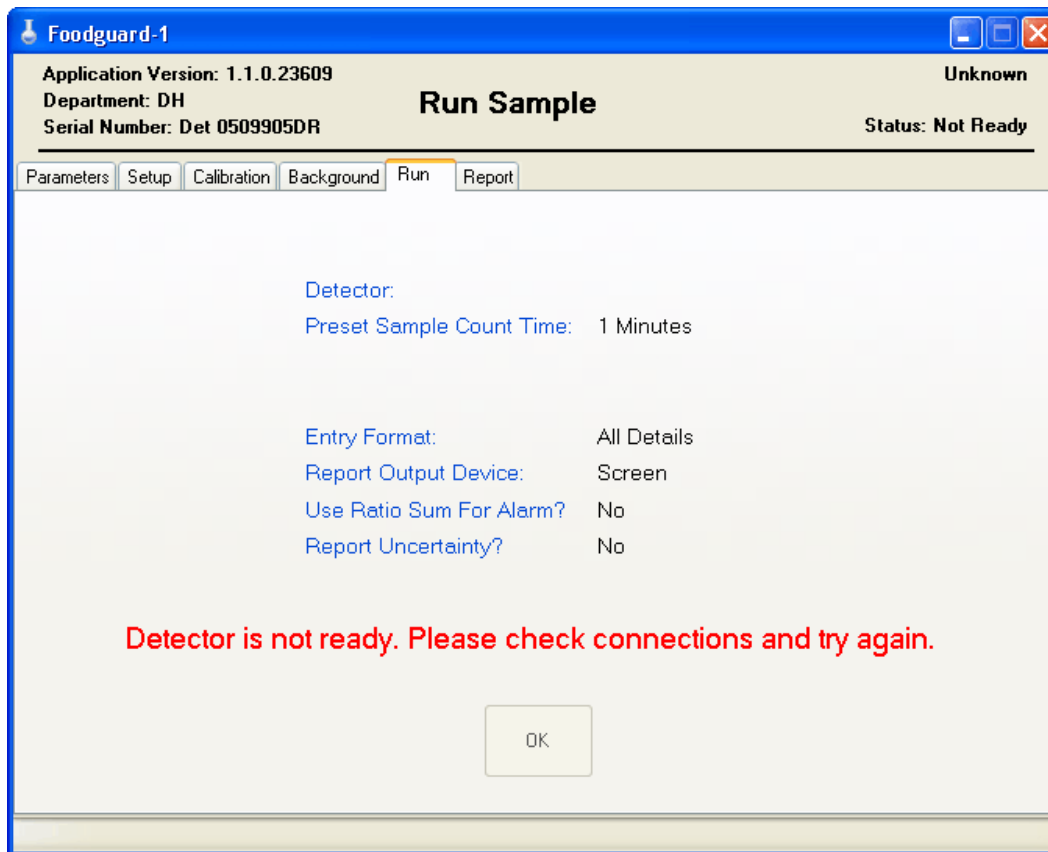 Foodguard-1
Application Version: 1.1.0.23609
Department: DH
Serial Number: Det 0509905DR
Run Sample
Unknown
Status: Not Ready
Parameters Setup Calibration Background Run Report
Detector:
Preset Sample Count Time: 1 Minutes
Entry Format: All Details
Report Output Device: Screen
Use Ratio Sum For Alarm? No
Report Uncertainty? No
Detector is not ready. Please check connections and try again.
OK